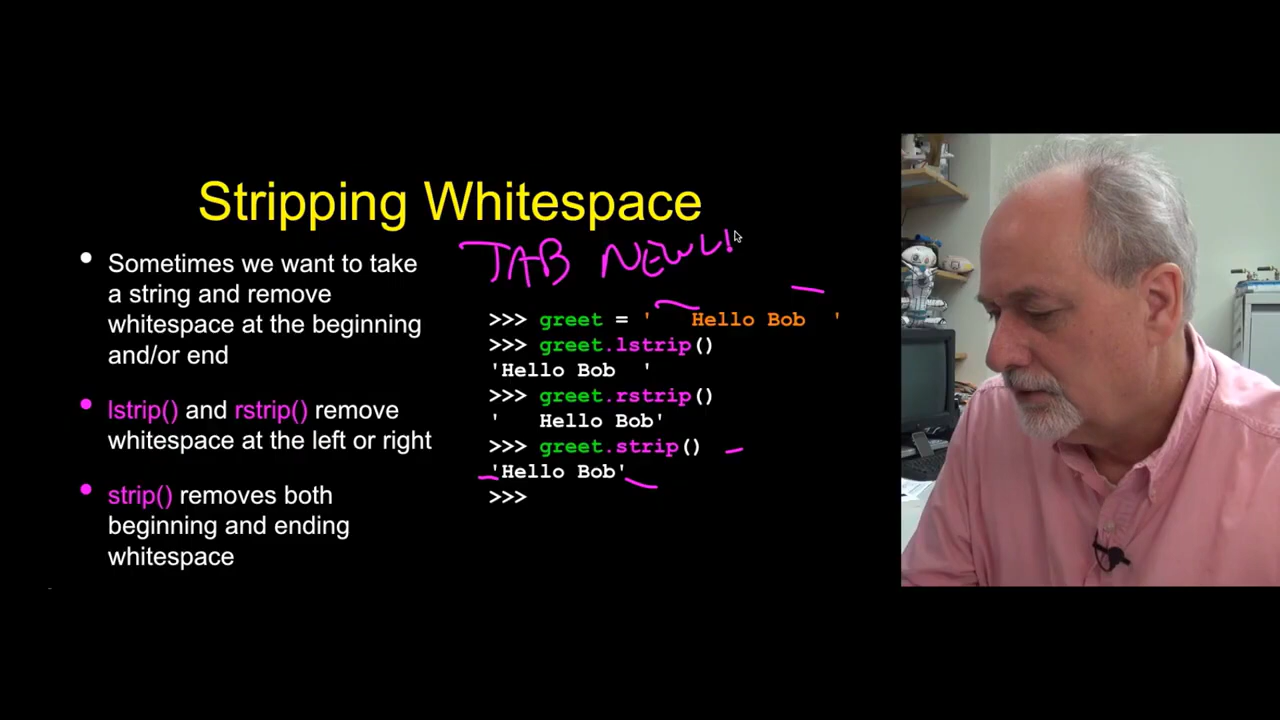 Stripping Whitespace
TAB NEWLI
• Sometimes we want to take
a string and remove
whitespace at the beginning
and/or end
• lstrip() and rstrip() remove
whitespace at the left or right
• strip() removes both
beginning and ending
whitespace
>>> greet = '   Hello Bob  '
>>> greet.lstrip()
'Hello Bob  '
>>> greet.rstrip()
'   Hello Bob'
>>> greet.strip()
'Hello Bob'
>>>